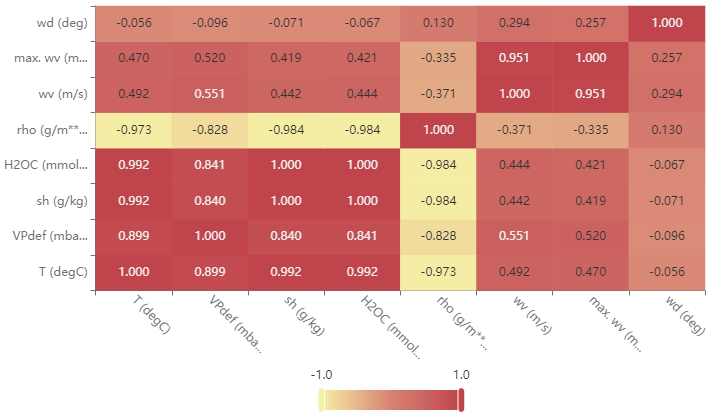 wd (deg) -0.056 -0.096 -0.071 -0.067 0.130 0.294 0.257 1.000
max. wv (m... 0.470 0.520 0.419 0.421 -0.335 0.951 1.000 0.257
wv (m/s) 0.492 0.551 0.442 0.444 -0.371 1.000 0.951 0.294
rho (g/m**... -0.973 -0.828 -0.984 -0.984 1.000 -0.371 -0.335 0.130
H2OC (mmol... 0.992 0.841 1.000 1.000 -0.984 0.444 0.421 -0.067
sh (g/kg) 0.992 0.840 1.000 1.000 -0.984 0.442 0.419 -0.071
VPdef (mba... 0.899 1.000 0.840 0.841 -0.828 0.551 0.520 -0.096
T (degC) 1.000 0.899 0.992 0.992 -0.973 0.492 0.470 -0.056
T (degC)
VPdef (mba...
sh (g/kg)
H2OC (mmol...
rho (g/m**...
wv (m/s)
max. wv (m...
wd (deg)
-1.0 1.0